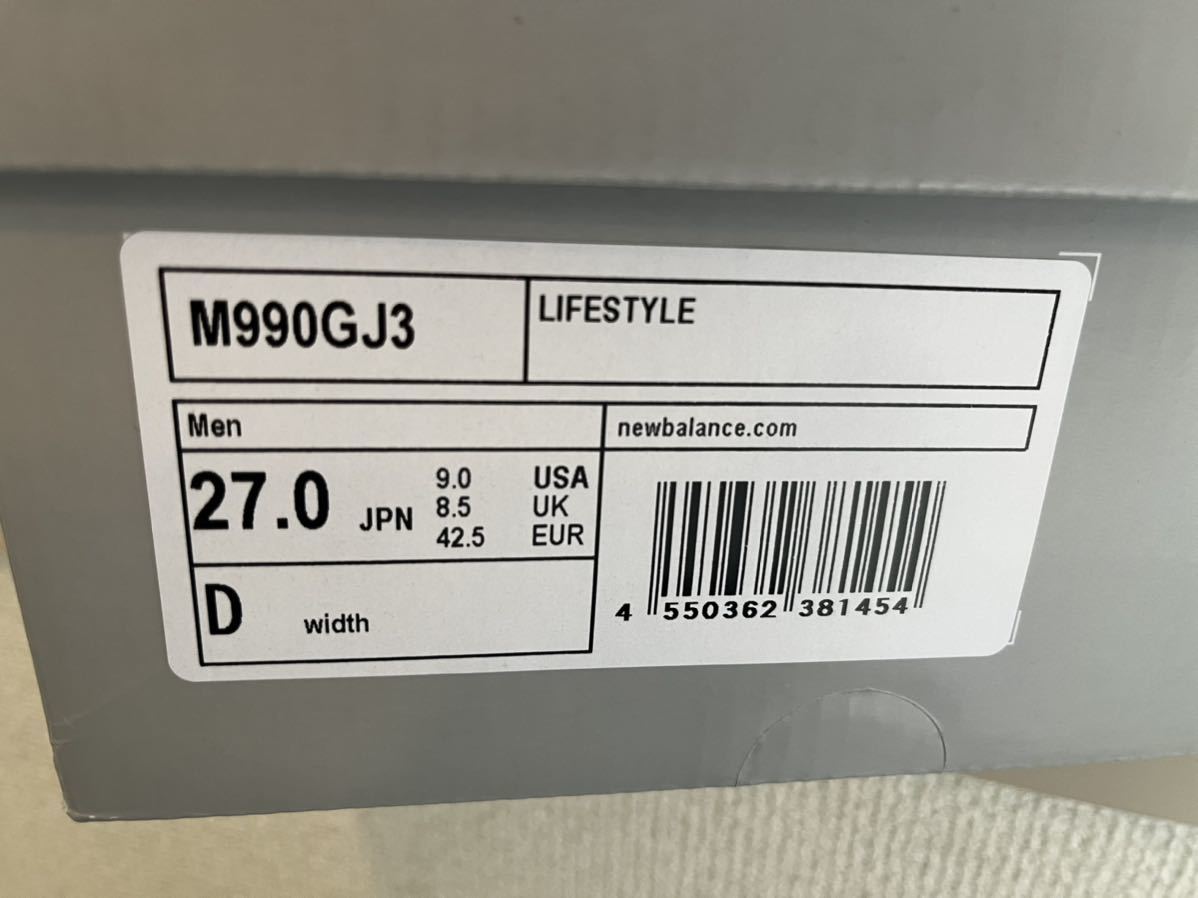 M990GJ3
LIFESTYLE
Men
newbalance.com
27.0 JPN
9.0 USA
8.5 UK
42.5 EUR
D width
4 550362 381454